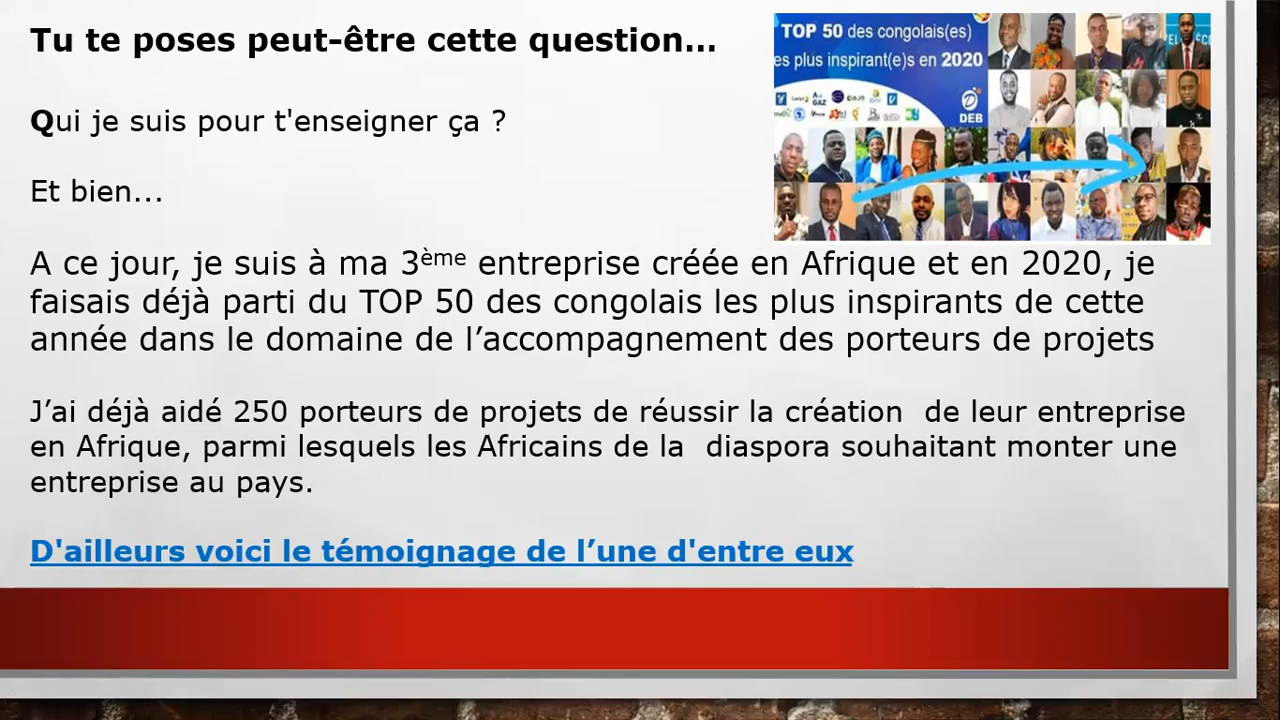 Tu te poses peut-être cette question...
TOP 50 des congolais(es)
es plus inspirant(e)s en 2020
DEB
Qui je suis pour t'enseigner ça ?
Et bien...
A ce jour, je suis à ma 3ème entreprise créée en Afrique et en 2020, je
faisais déjà parti du TOP 50 des congolais les plus inspirants de cette
année dans le domaine de l’accompagnement des porteurs de projets
J’ai déjà aidé 250 porteurs de projets de réussir la création  de leur entreprise
en Afrique, parmi lesquels les Africains de la  diaspora souhaitant monter une
entreprise au pays.
D'ailleurs voici le témoignage de l’une d'entre eux